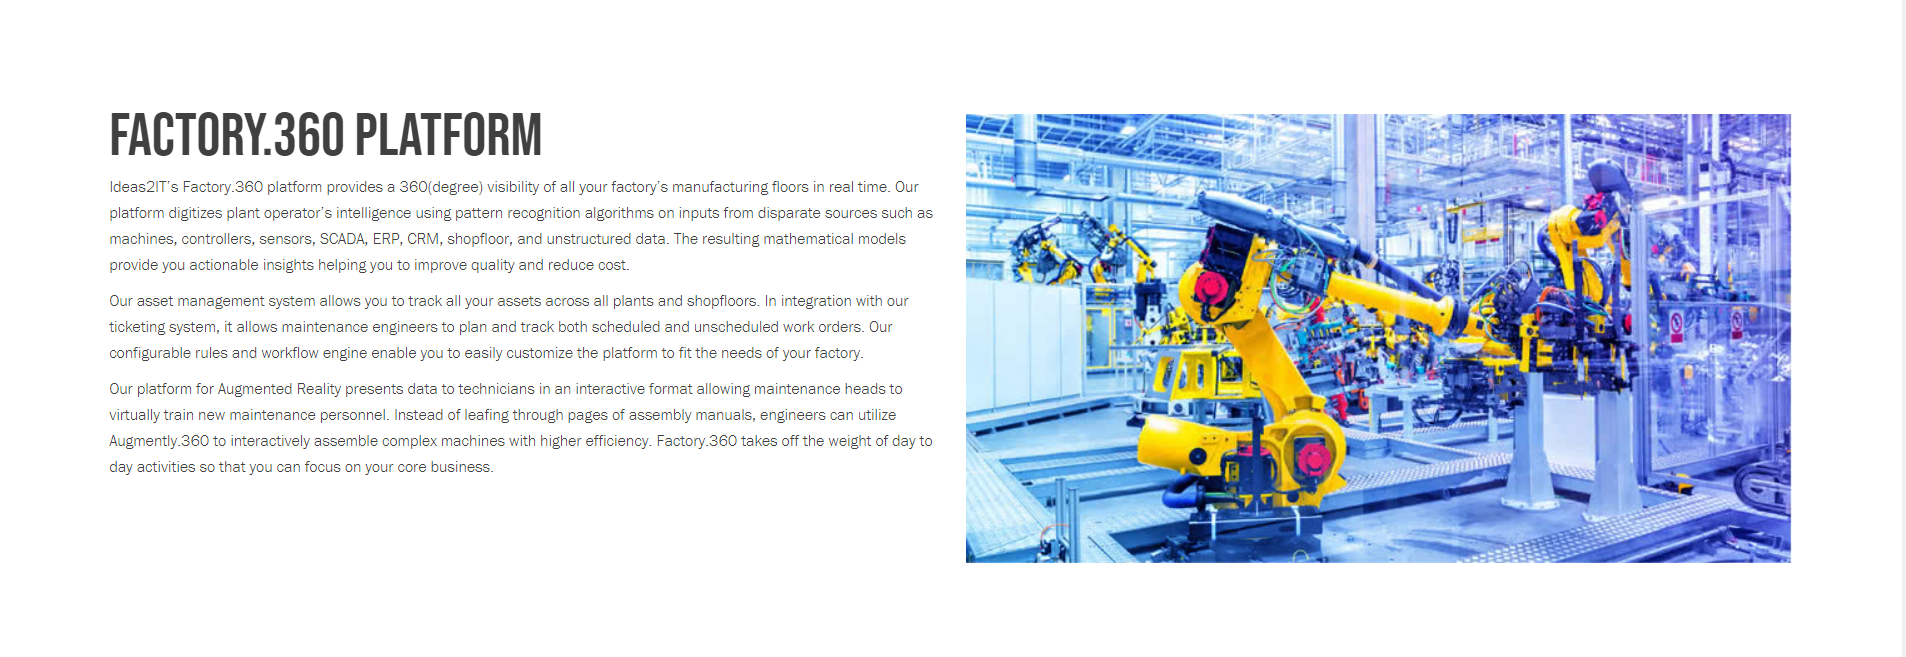 FACTORY.360 PLATFORM
Ideas2IT's Factory.360 platform provides a 360(degree) visibility of all your factory's manufacturing floors in real time. Our
platform digitizes plant operator's intelligence using pattern recognition algorithms on inputs from disparate sources such as
machines, controllers, sensors, SCADA, ERP, CRM, shopfloor, and unstructured data. The resulting mathematical models
provide you actionable insights helping you to improve quality and reduce cost.
Our asset management system allows you to track all your assets across all plants and shopfloors. In integration with our
ticketing system, it allows maintenance engineers to plan and track both scheduled and unscheduled work orders. Our
configurable rules and workflow engine enable you to easily customize the platform to fit the needs of your factory.
Our platform for Augmented Reality presents data to technicians in an interactive format allowing maintenance heads to
virtually train new maintenance personnel. Instead of leafing through pages of assembly manuals, engineers can utilize
Augmently.360 to interactively assemble complex machines with higher efficiency. Factory.360 takes off the weight of day to
day activities so that you can focus on your core business.